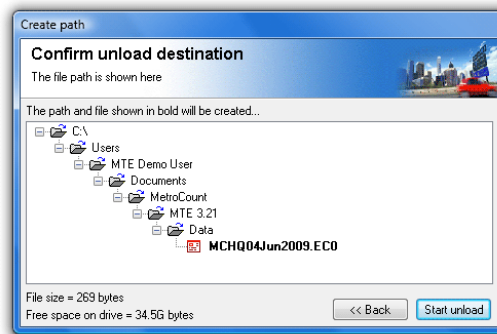 Create path
Confirm unload destination
The file path is shown here
The path and file shown in bold will be created...
C:\
Users
MTE Demo User
Documents
MetroCount
MTE 3.21
Data
MCHQ04Jun2009.EC0
File size = 269 bytes
Free space on drive = 34.5G bytes
<< Back
Start unload